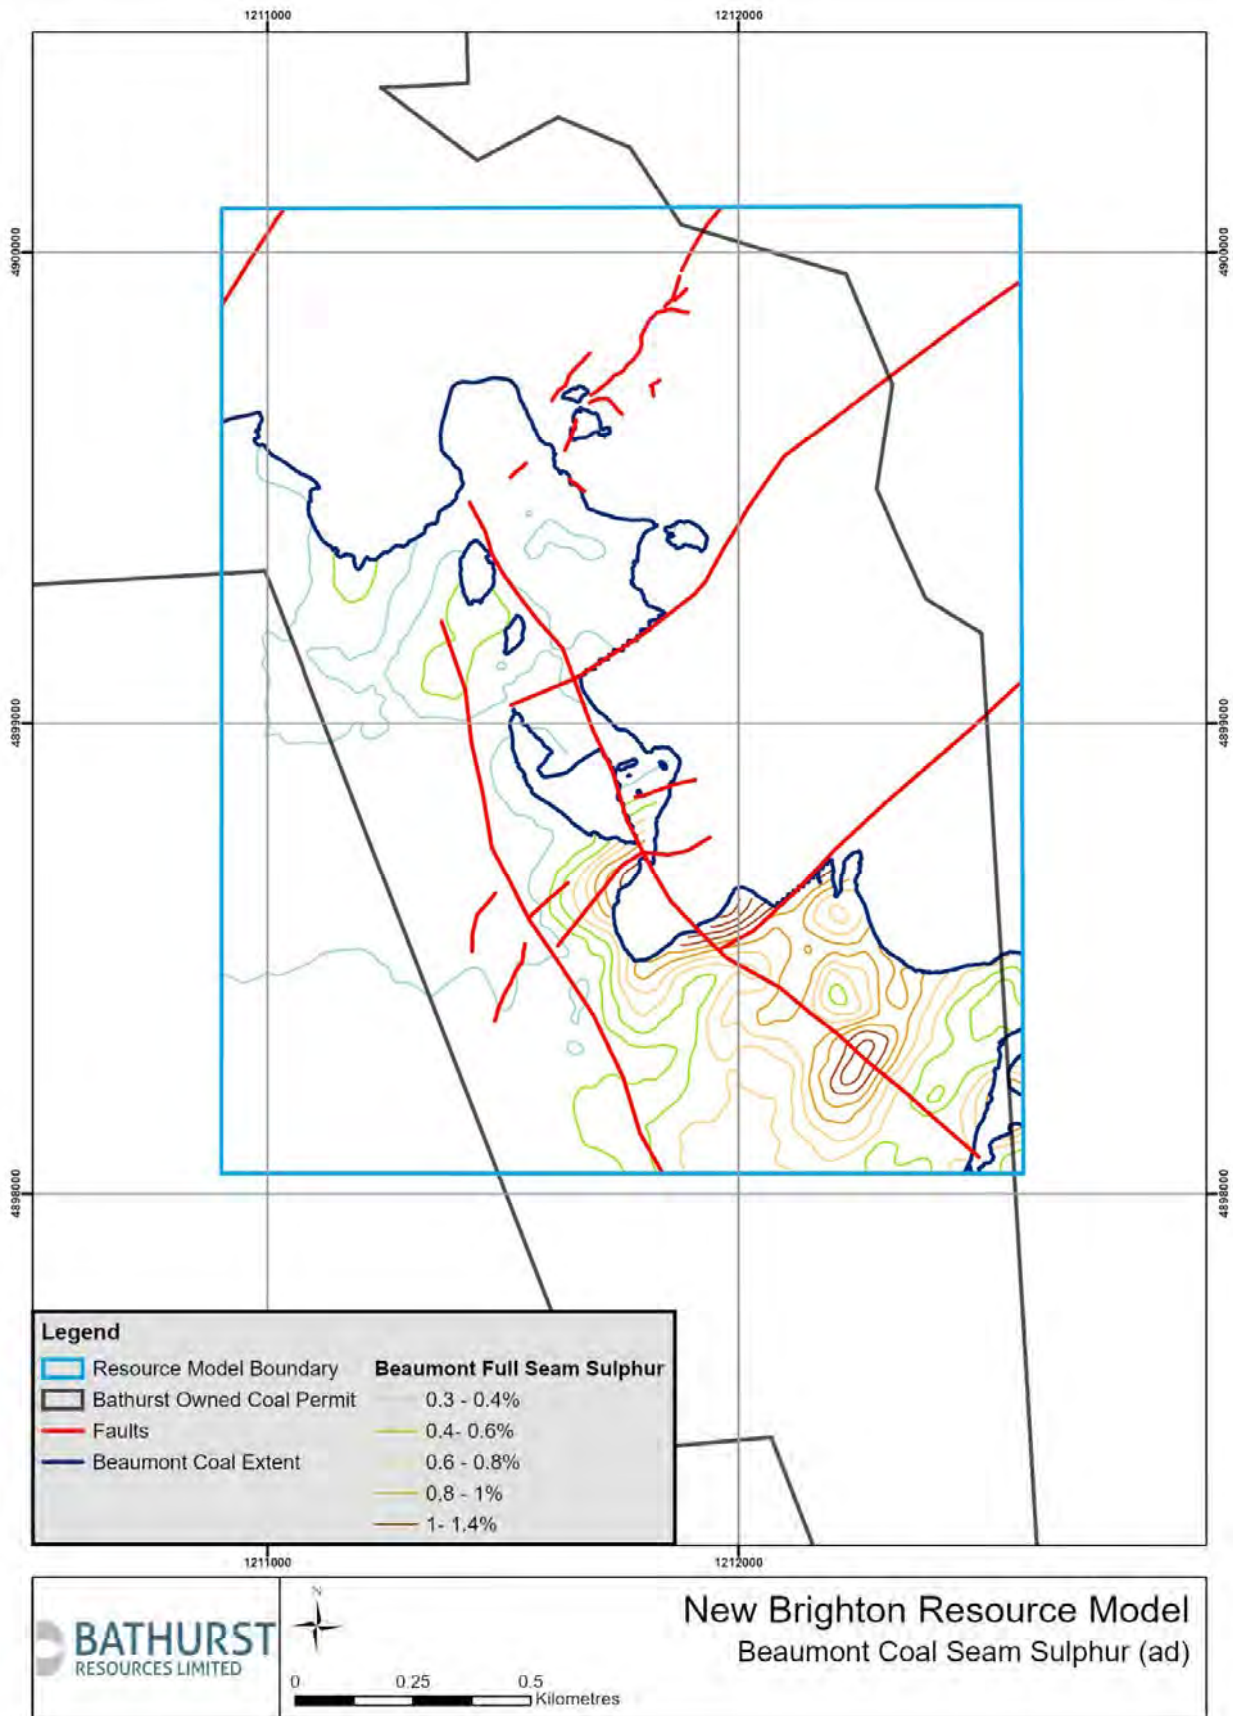 1211000
1212000
4900000
4900000
4899000
4899000
4898000
4898000
Legend
Resource Model Boundary
Bathurst Owned Coal Permit
Faults
Beaumont Coal Extent
Beaumont Full Seam Sulphur
0.3 - 0.4%
0.4- 0.6%
0.6 - 0.8%
0.8 - 1%
1- 1.4%
1211000
1212000
BATHURST
RESOURCES LIMITED
N
0 0.25 0.5
Kilometres
New Brighton Resource Model
Beaumont Coal Seam Sulphur (ad)